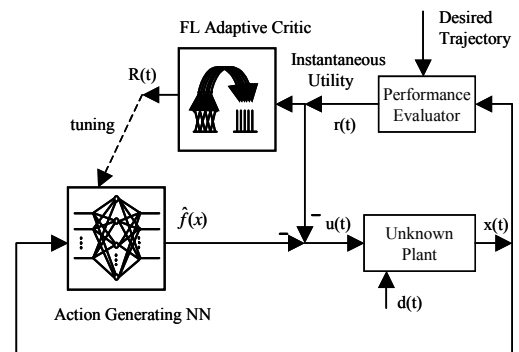 Desired
Trajectory
FL Adaptive Critic
Instantaneous
Utility
R(t)
Performance
Evaluator
r(t)
tuning
f̂(x)
–
–
u(t)
Unknown
Plant
x(t)
d(t)
Action Generating NN